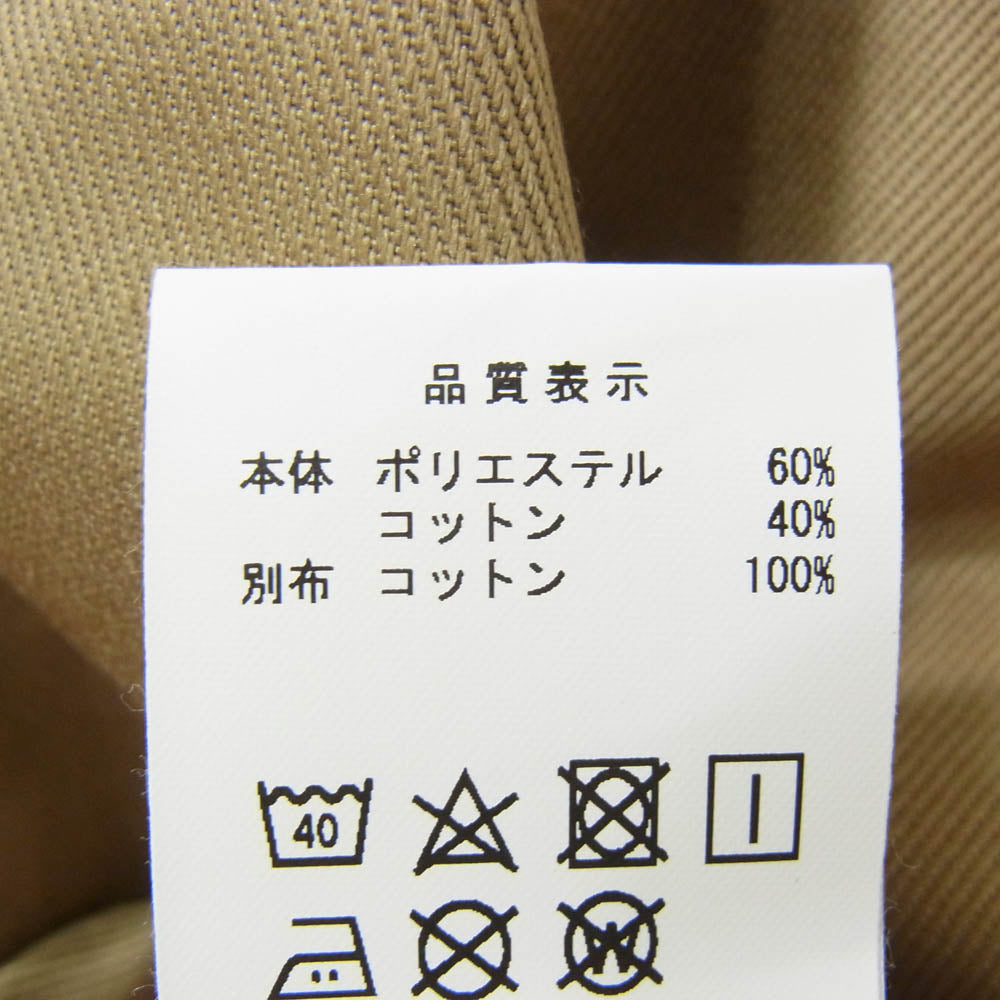 品質表示
本体 ポリエステル 60%
コットン 40%
別布 コットン 100%
40
W